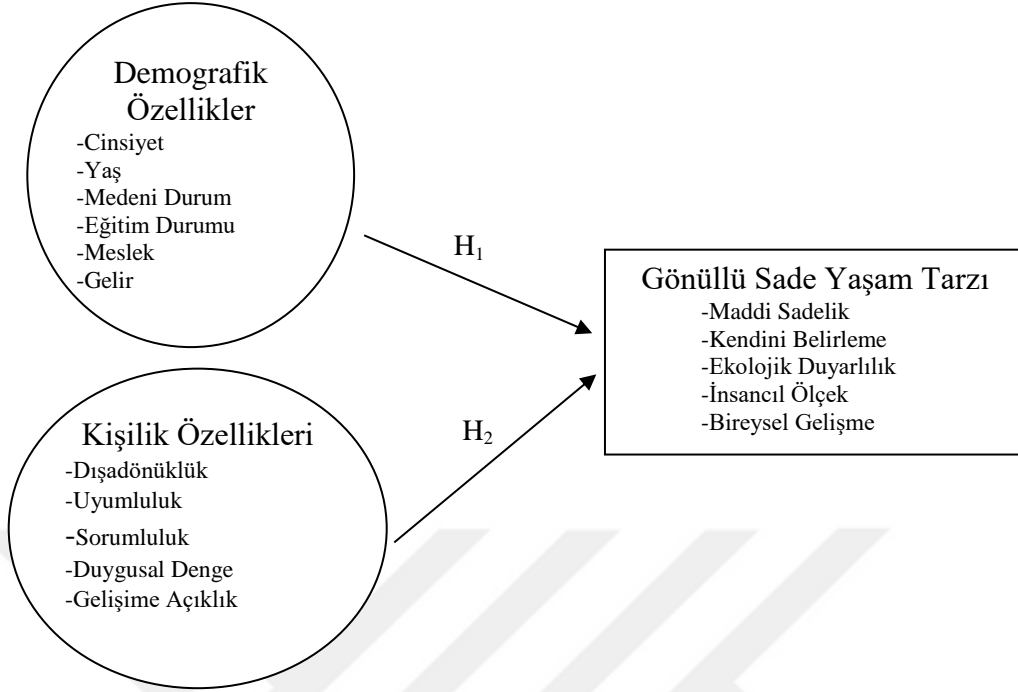 Demografik
Özellikler
-Cinsiyet
-Yaş
-Medeni Durum
-Eğitim Durumu
-Meslek
-Gelir
H₁
Gönüllü Sade Yaşam Tarzı
-Maddi Sadelik
-Kendini Belirleme
-Ekolojik Duyarlılık
-İnsancıl Ölçek
-Bireysel Gelişme
Kişilik Özellikleri
-Dışadönüklük
-Uyumluluk
-Sorumluluk
-Duygusal Denge
-Gelişime Açıklık
H₂